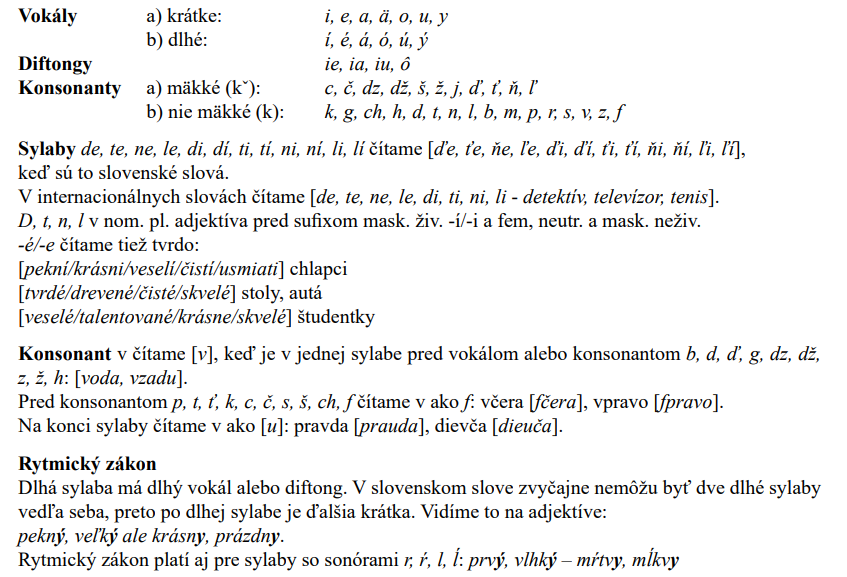 Vokály a) krátke: i, e, a, ä, o, u, y
b) dlhé: í, é, á, ó, ú, ý
Diftongy ie, ia, iu, ô
Konsonanty a) mäkké (kˇ): c, č, dz, dž, š, ž, j, ď, ť, ň, ľ
b) nie mäkké (k): k, g, ch, h, d, t, n, l, b, m, p, r, s, v, z, f
Sylaby de, te, ne, le, di, dí, ti, tí, ni, ní, li, lí čítame [ďe, ťe, ňe, ľe, ďi, ďí, ťi, ťí, ňi, ňí, ľi, ľí],
keď sú to slovenské slová.
V internacionálnych slovách čítame [de, te, ne, le, di, ti, ni, li - detektív, televízor, tenis].
D, t, n, l v nom. pl. adjektíva pred sufixom mask. živ. -í/-i a fem, neutr. a mask. neživ.
-é/-e čítame tiež tvrdo:
[pekní/krásni/veselí/čistí/usmiati] chlapci
[tvrdé/drevené/čisté/skvelé] stoly, autá
[veselé/talentované/krásne/skvelé] študentky
Konsonant v čítame [v], keď je v jednej sylabe pred vokálom alebo konsonantom b, d, ď, g, dz, dž,
z, ž, h: [voda, vzadu].
Pred konsonantom p, t, ť, k, c, č, s, š, ch, f čítame v ako f: včera [fčera], vpravo [fpravo].
Na konci sylaby čítame v ako [u]: pravda [prauda], dievča [dieuča].
Rytmický zákon
Dlhá sylaba má dlhý vokál alebo diftong. V slovenskom slove zvyčajne nemôžu byť dve dlhé sylaby
vedľa seba, preto po dlhej sylabe je ďalšia krátka. Vidíme to na adjektíve:
pekný, veľký ale krásny, prázdny.
Rytmický zákon platí aj pre sylaby so sonórami r, ŕ, l, ĺ: prvý, vlhký – mŕtvy, mĺkvy